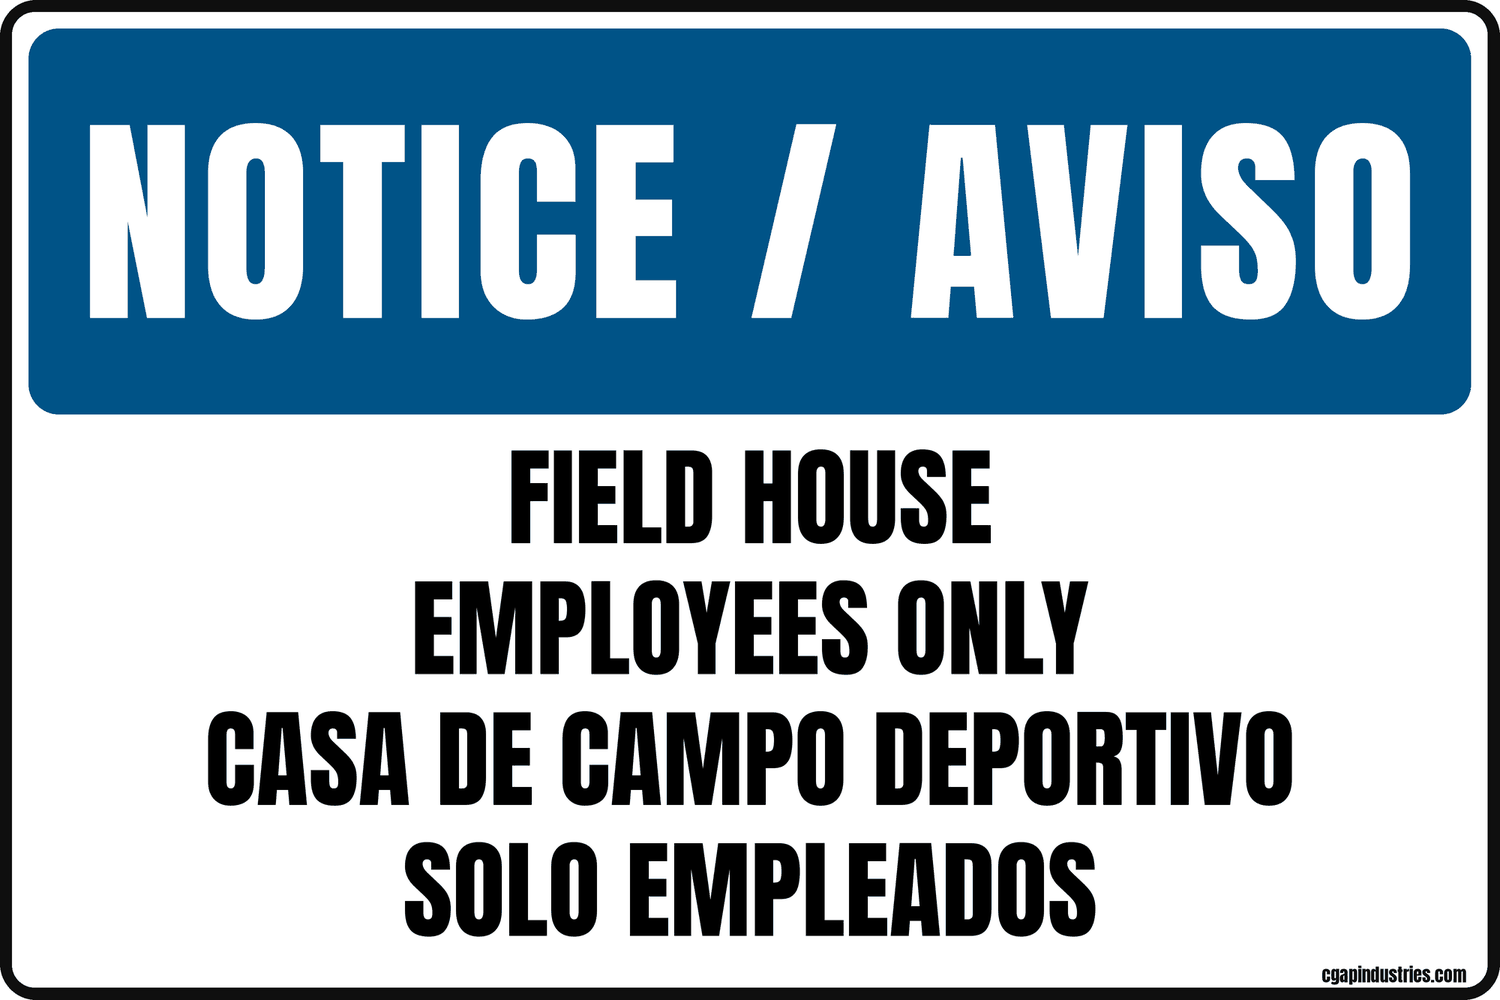 NOTICE / AVISO
FIELD HOUSE
EMPLOYEES ONLY
CASA DE CAMPO DEPORTIVO
SOLO EMPLEADOS
cgapindustries.com